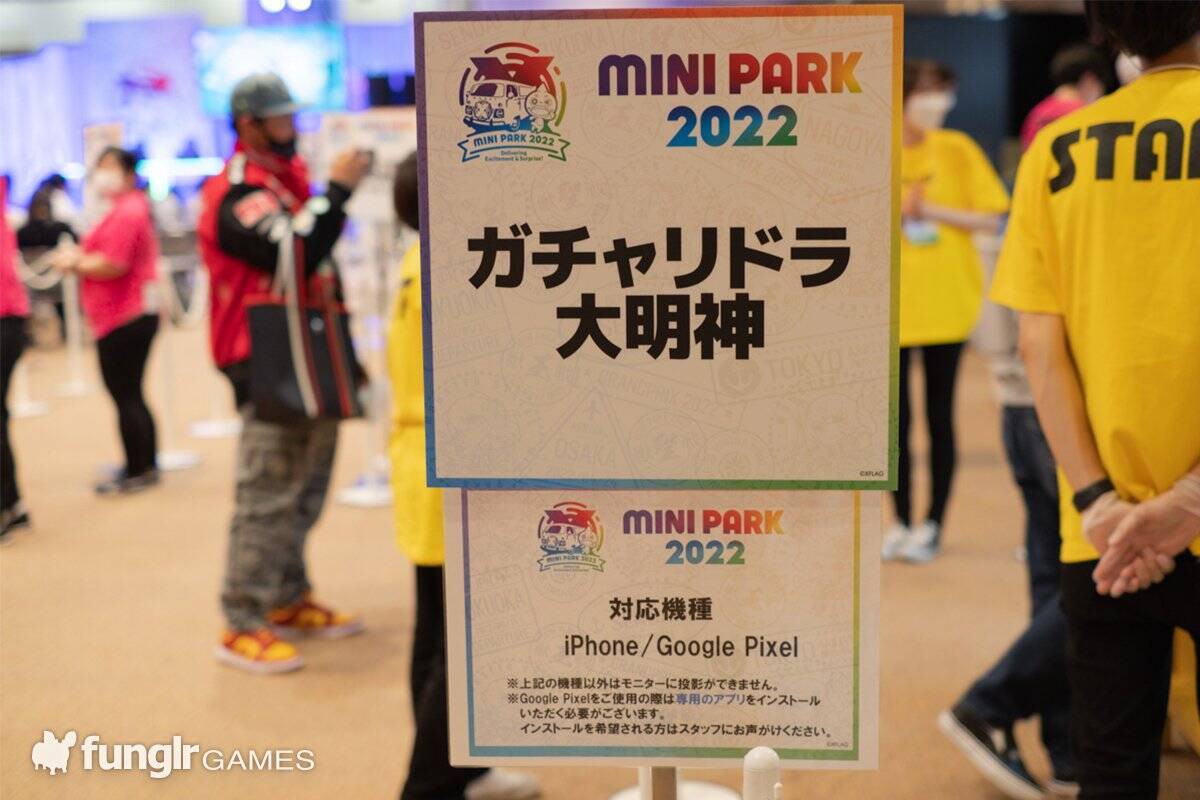 MINI PARK 2022
Delivering
Excitement & Surprise!
MINI PARK
2022
ガチャリドラ
大明神
TOKYO
OSAKA
©XFLAG
MINI PARK 2022
MINI PARK
2022
対応機種
iPhone/Google Pixel
※上記の機種以外はモニターに投影ができません。
※Google Pixelをご使用の際は専用のアプリをインストール
いただく必要がございます。
インストールを希望される方はスタッフにお声がけください。
©XFLAG
funglr GAMES